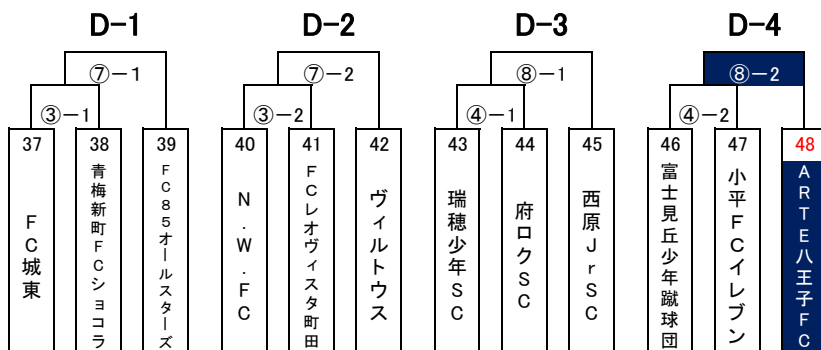 D-1 D-2 D-3 D-4
⑦-1 ⑦-2 ⑧-1 ⑧-2
③-1 ③-2 ④-1 ④-2
37 38 39 40 41 42 43 44 45 46 47 48
FC城東
青梅新町FCショコラ
FC85オールスターズ
N.W.FC
FCレオヴィスタ町田
ヴィルトウス
瑞穂少年SC
府ロクSC
西原JrSC
富士見丘少年蹴球団
小平FCイレブン
ARTE八王子FC